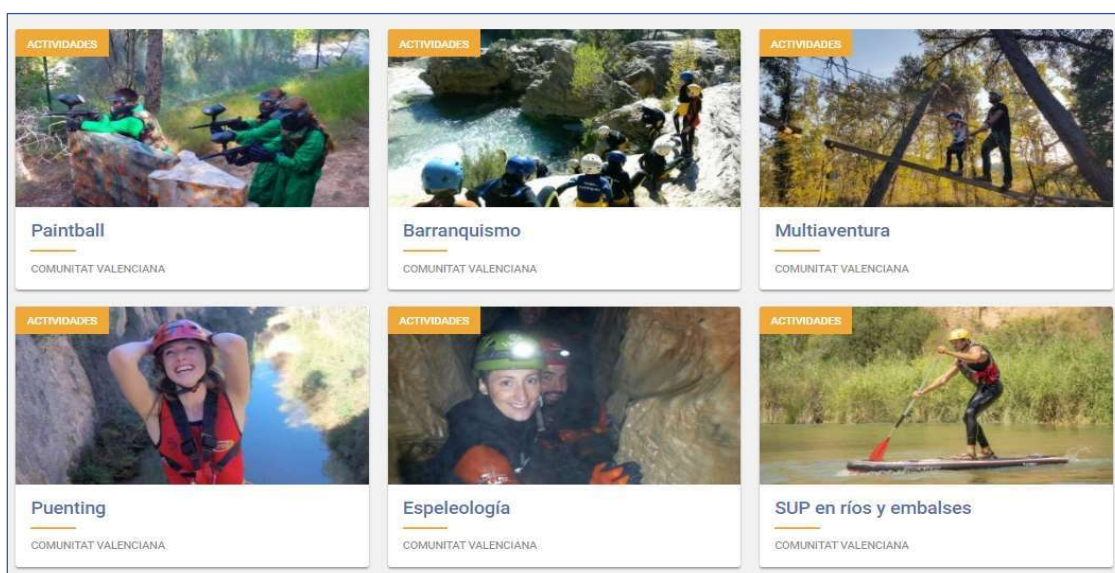 ACTIVIDADES
Paintball
COMUNITAT VALENCIANA
ACTIVIDADES
Barranquismo
COMUNITAT VALENCIANA
ACTIVIDADES
Multiaventura
COMUNITAT VALENCIANA
ACTIVIDADES
Puenting
COMUNITAT VALENCIANA
ACTIVIDADES
Espeleología
COMUNITAT VALENCIANA
ACTIVIDADES
SUP en ríos y embalses
COMUNITAT VALENCIANA